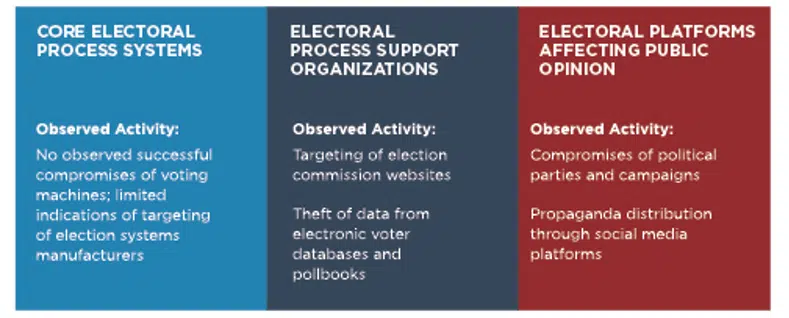 CORE ELECTORAL
PROCESS SYSTEMS
Observed Activity:
No observed successful
compromises of voting
machines; limited
indications of targeting
of election systems
manufacturers
ELECTORAL
PROCESS SUPPORT
ORGANIZATIONS
Observed Activity:
Targeting of election
commission websites
Theft of data from
electronic voter
databases and
pollbooks
ELECTORAL PLATFORMS
AFFECTING PUBLIC
OPINION
Observed Activity:
Compromises of political
parties and campaigns
Propaganda distribution
through social media
platforms